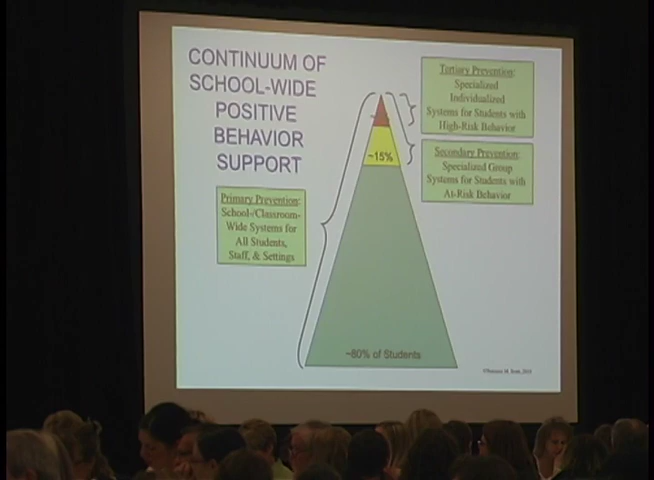 CONTINUUM OF
SCHOOL-WIDE
POSITIVE
BEHAVIOR
SUPPORT
Primary Prevention:
School-/Classroom-
Wide Systems for
All Students,
Staff, & Settings
Tertiary Prevention:
Specialized
Individualized
Systems for Students with
High-Risk Behavior
Secondary Prevention:
Specialized Group
Systems for Students with
At-Risk Behavior
~15%
~80% of Students